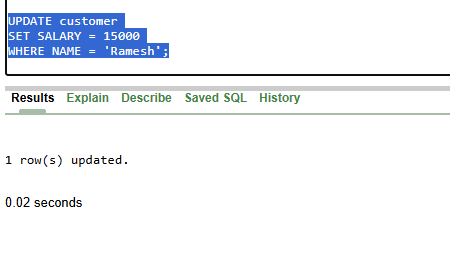 UPDATE customer
SET SALARY = 15000
WHERE NAME = 'Ramesh';
Results Explain Describe Saved SQL History
1 row(s) updated.
0.02 seconds